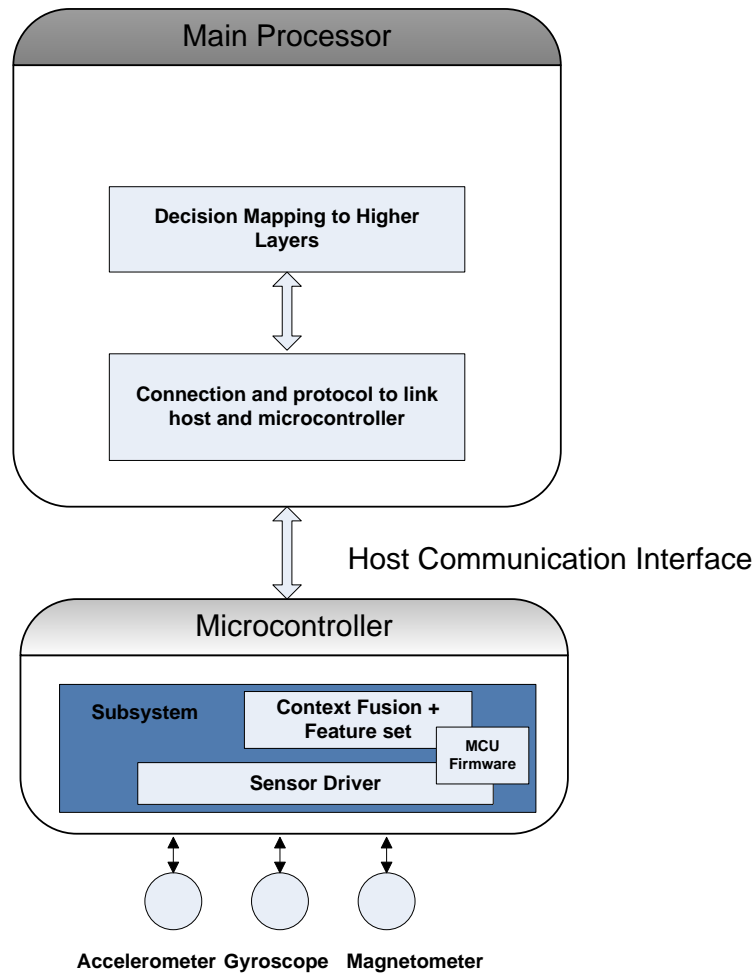 Main Processor
Decision Mapping to Higher
Layers
Connection and protocol to link
host and microcontroller
Host Communication Interface
Microcontroller
Subsystem
Context Fusion +
Feature set
MCU
Firmware
Sensor Driver
Accelerometer Gyroscope Magnetometer